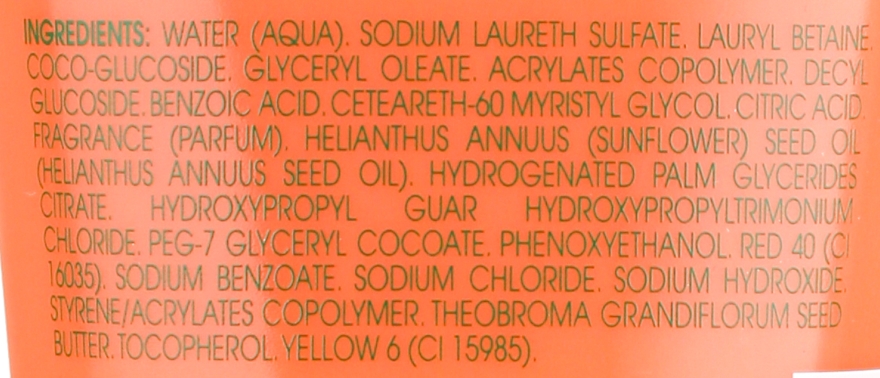 INGREDIENTS: WATER (AQUA). SODIUM LAURETH SULFATE. LAURYL BETAINE.
COCO-GLUCOSIDE. GLYCERYL OLEATE. ACRYLATES COPOLYMER. DECYL
GLUCOSIDE. BENZOIC ACID. CETEARETH-60 MYRISTYL GLYCOL. CITRIC ACID.
FRAGRANCE (PARFUM). HELIANTHUS ANNUUS (SUNFLOWER) SEED OIL
(HELIANTHUS ANNUUS SEED OIL). HYDROGENATED PALM GLYCERIDES
CITRATE. HYDROXYPROPYL GUAR HYDROXYPROPYLTRIMONIUM
CHLORIDE. PEG-7 GLYCERYL COCOATE. PHENOXYETHANOL. RED 40 (CI
16035). SODIUM BENZOATE. SODIUM CHLORIDE. SODIUM HYDROXIDE.
STYRENE/ACRYLATES COPOLYMER. THEOBROMA GRANDIFLORUM SEED
BUTTER. TOCOPHEROL. YELLOW 6 (CI 15985).